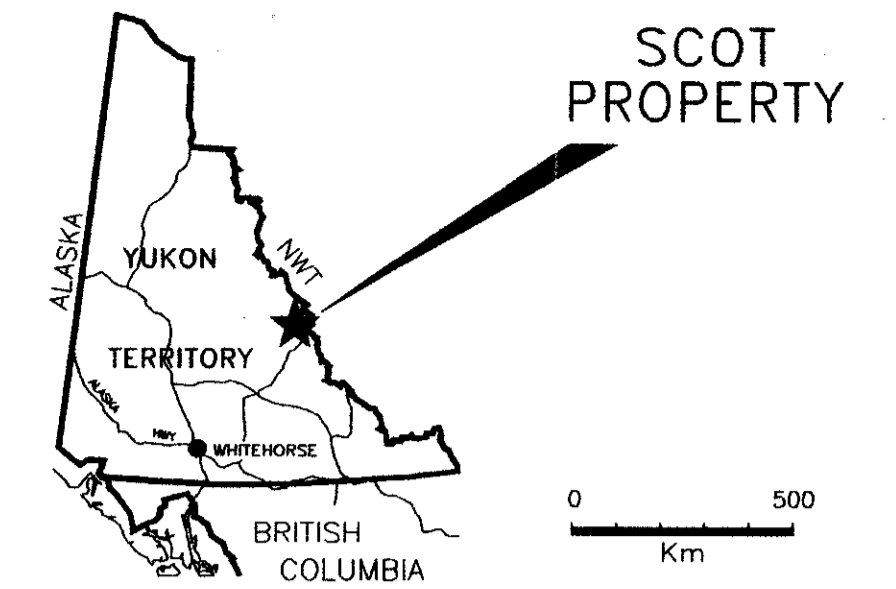 SCOT
PROPERTY
ALASKA
YUKON
NWT
TERRITORY
ALASKA
HWY
WHITEHORSE
BRITISH
COLUMBIA
0 500
Km